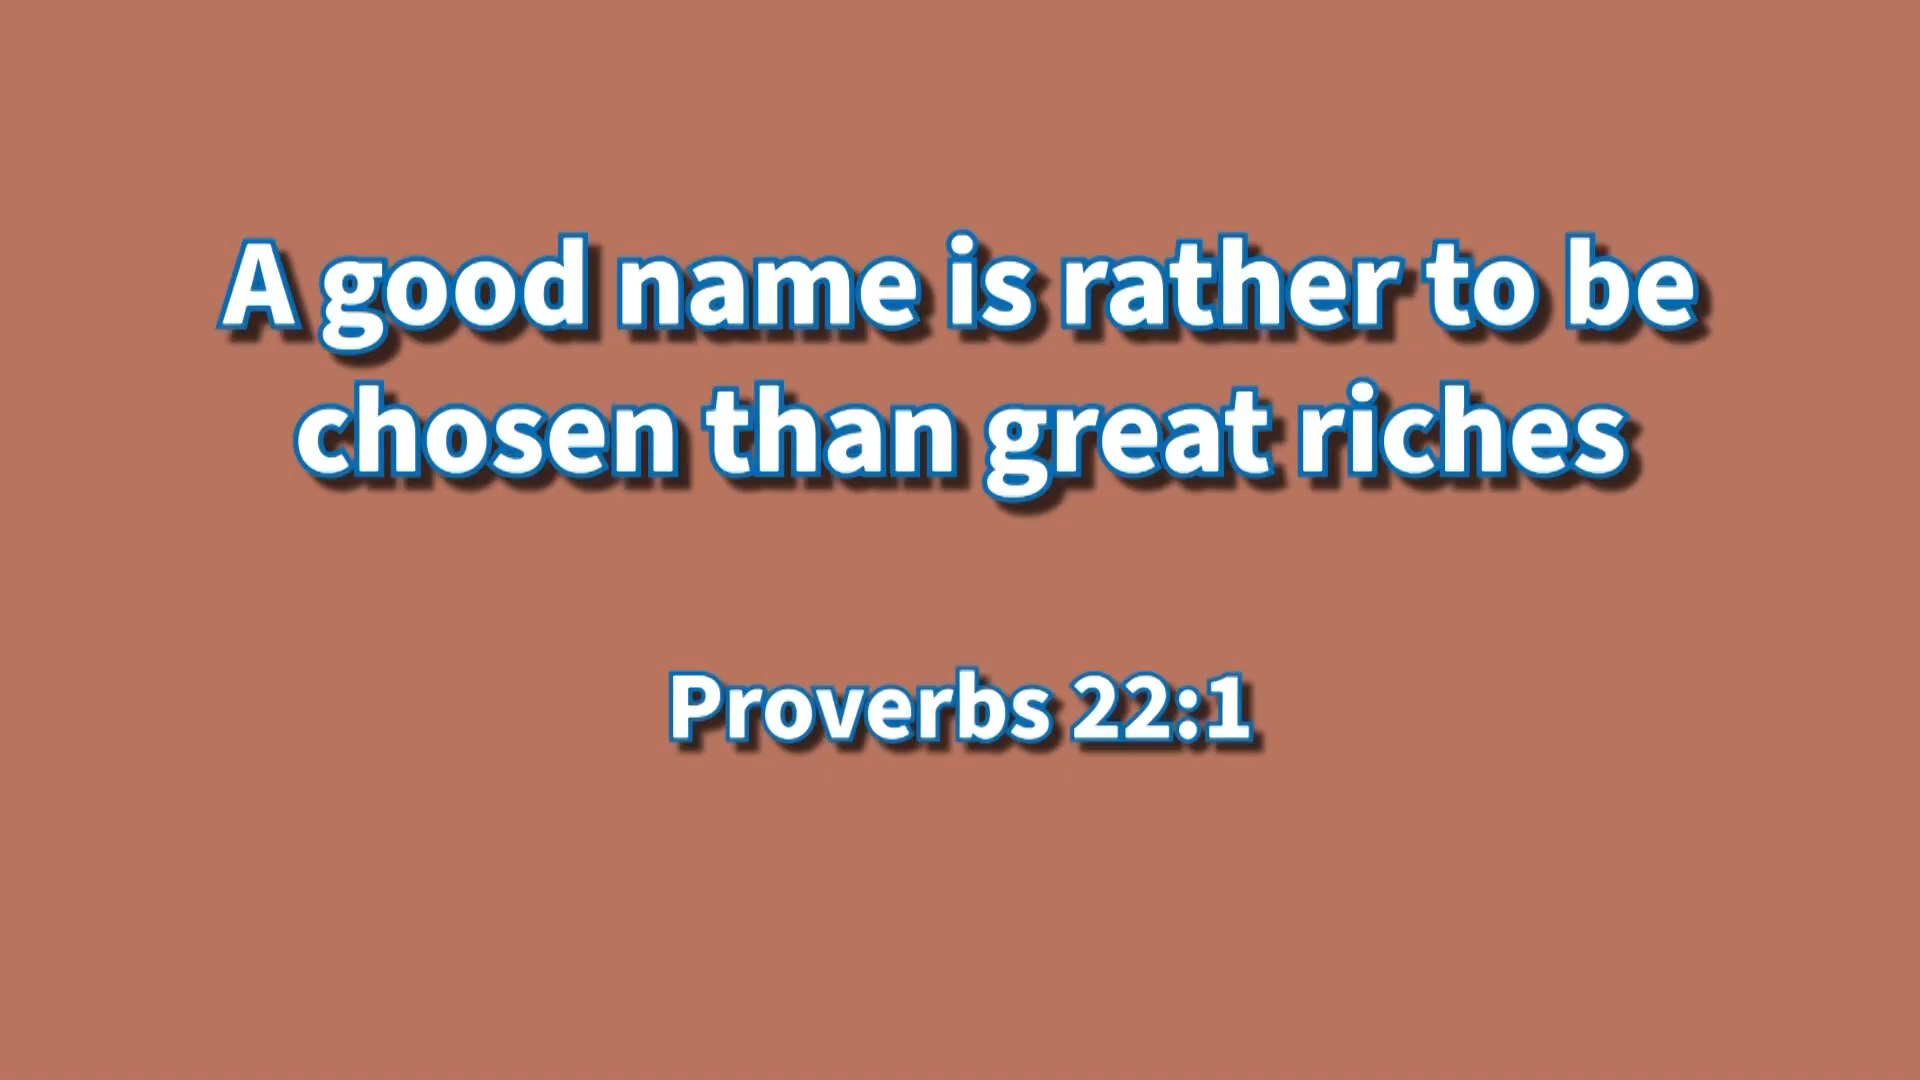 A good name is rather to be
chosen than great riches
Proverbs 22:1